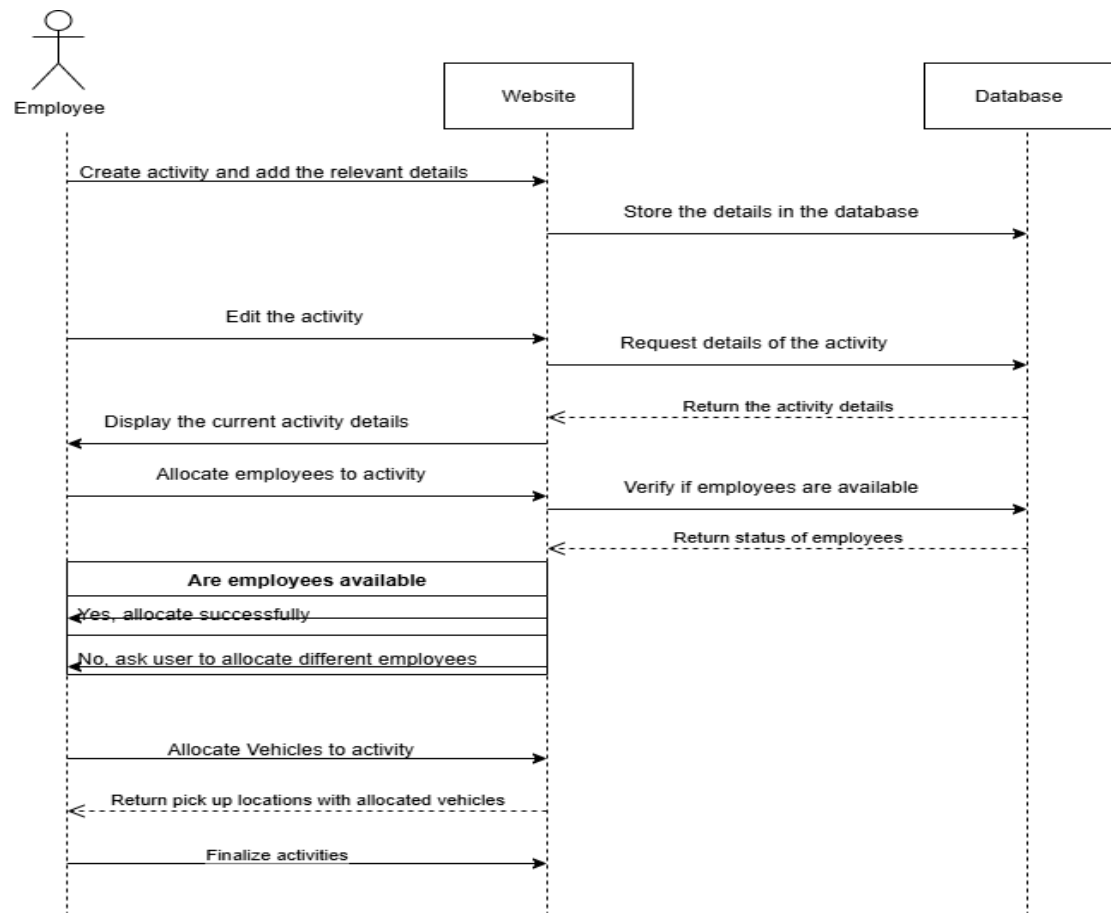 Employee
Website
Database
Create activity and add the relevant details
Store the details in the database
Edit the activity
Request details of the activity
Return the activity details
Display the current activity details
Allocate employees to activity
Verify if employees are available
Return status of employees
Are employees available
Yes, allocate successfully
No, ask user to allocate different employees
Allocate Vehicles to activity
Return pick up locations with allocated vehicles
Finalize activities